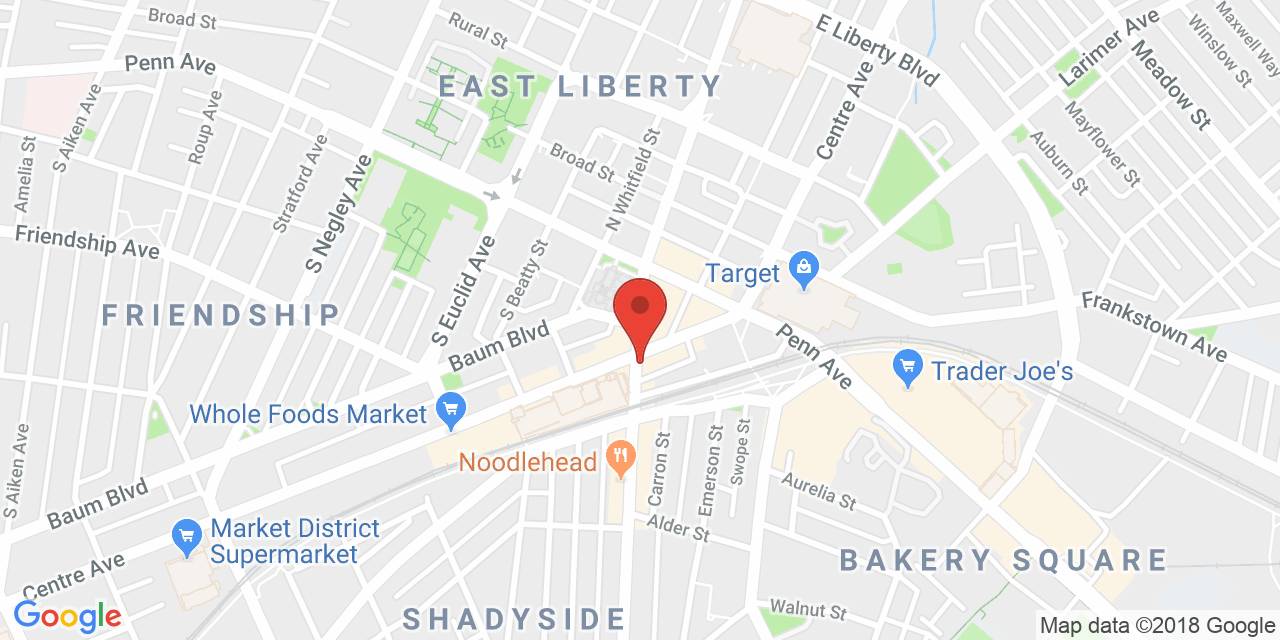 Broad St
Rural St
E Liberty Blvd
Larimer Ave
Maxwell Way
Winslow St
Meadow St
Penn Ave
EAST LIBERTY
Centre Ave
S Aiken Ave
Roup Ave
Mayflower St
Amelia St
Stratford Ave
S Negley Ave
Broad St
N Whitfield St
Auburn St
Friendship Ave
S Euclid Ave
S Beatty St
Target
FRIENDSHIP
Baum Blvd
Penn Ave
Frankstown Ave
Trader Joe's
Whole Foods Market
Noodlehead
S Aiken Ave
Baum Blvd
Carron St
Emerson St
Swope St
Aurelia St
Market District
Supermarket
Alder St
Centre Ave
BAKERY SQUARE
SHADYSIDE
Walnut St
Google
Map data ©2018 Google